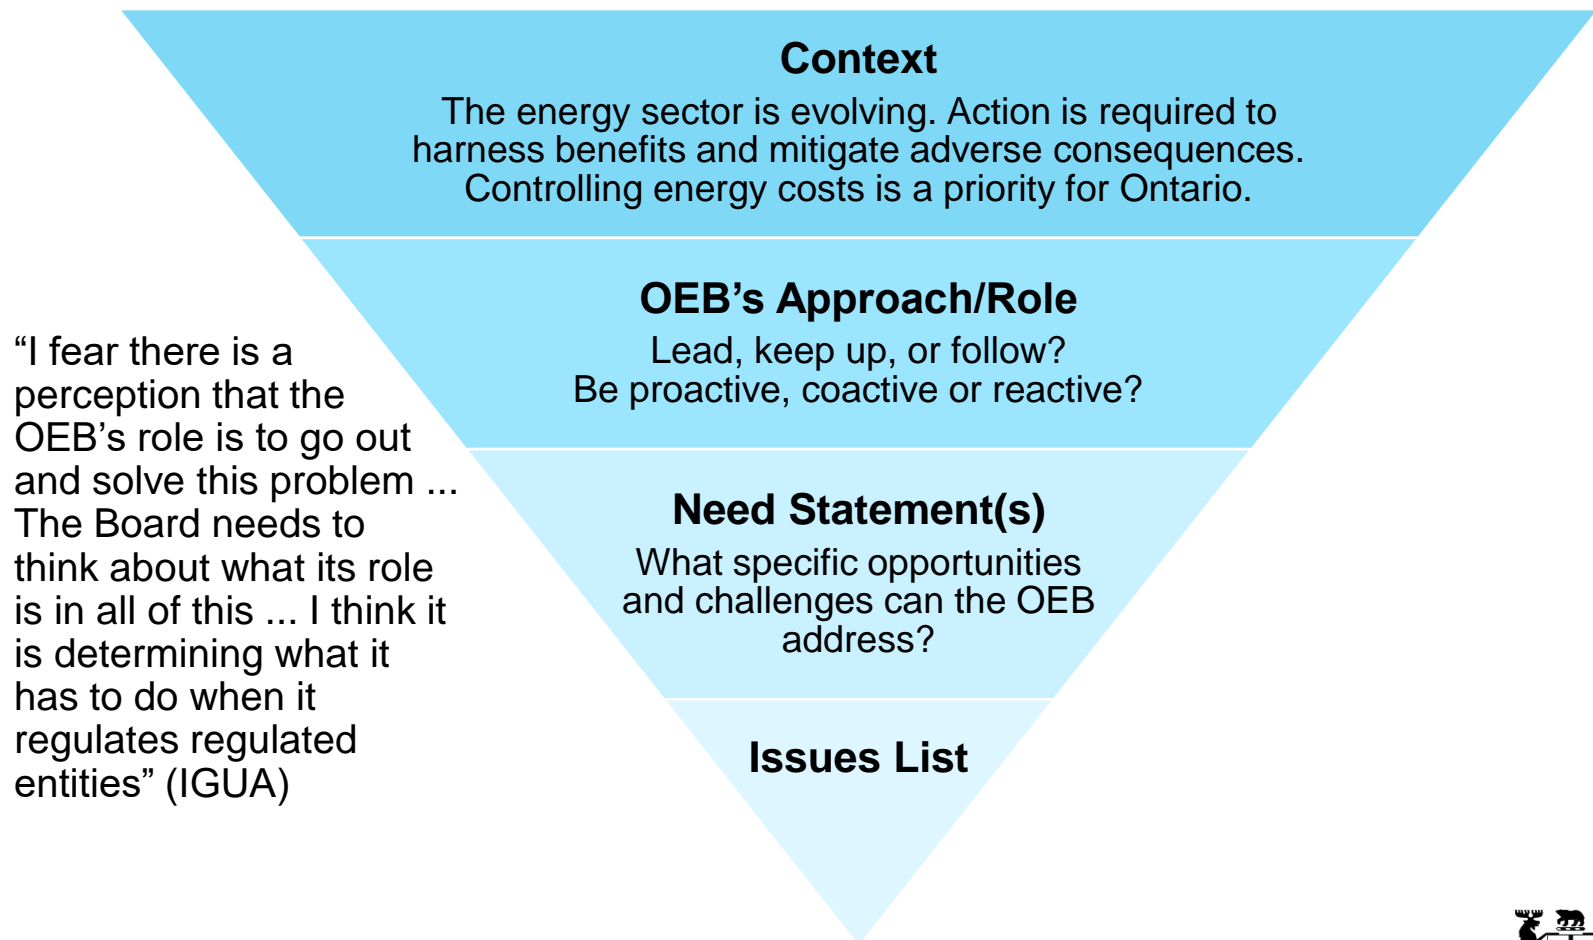 Context
The energy sector is evolving. Action is required to
harness benefits and mitigate adverse consequences.
Controlling energy costs is a priority for Ontario.
OEB’s Approach/Role
Lead, keep up, or follow?
Be proactive, coactive or reactive?
Need Statement(s)
What specific opportunities
and challenges can the OEB
address?
Issues List
“I fear there is a
perception that the
OEB’s role is to go out
and solve this problem ...
The Board needs to
think about what its role
is in all of this ... I think it
is determining what it
has to do when it
regulates regulated
entities” (IGUA)